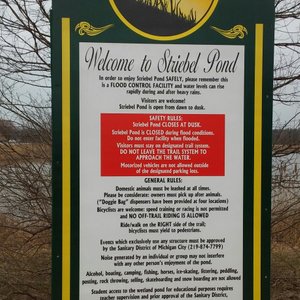 Welcome to Striebel Pond
In order to enjoy Striebel Pond SAFELY, please remember this
is a FLOOD CONTROL FACILITY and water levels can rise
rapidly during and after heavy rains.
Visitors are welcome!
Striebel Pond is open from dawn to dusk.
SAFETY RULES:
Striebel Pond CLOSES AT DUSK.
Striebel Pond is CLOSED during flood conditions.
Do not enter facility when flooded.
Visitors must stay on designated trail system.
DO NOT LEAVE THE TRAIL SYSTEM TO
APPROACH THE WATER.
Motorized vehicles are not allowed outside
of the designated parking lots.
GENERAL RULES:
Domestic animals must be leashed at all times.
Please be considerate: owners must pick up after animals.
("Doggie Bag" dispensers have been provided at four locations)
Bicyclists are welcome: speed training or racing is not permitted
and NO OFF-TRAIL RIDING IS ALLOWED
Ride/walk on the RIGHT side of the trail;
bicyclists must yield to pedestrians.
Events which exclusively use any structure must be approved
by the Sanitary District of Michigan City (219-874-7799)
Noise generated by an individual or group may not interfere
with any other person's enjoyment of the pond.
Alcohol, boating, camping, fishing, horses, ice-skating, littering, peddling,
posting, rock throwing, selling, skateboarding and snow boarding are not allowed
Student access to the wetland pond for educational purposes requires
teacher supervision and prior approval of the Sanitary District,